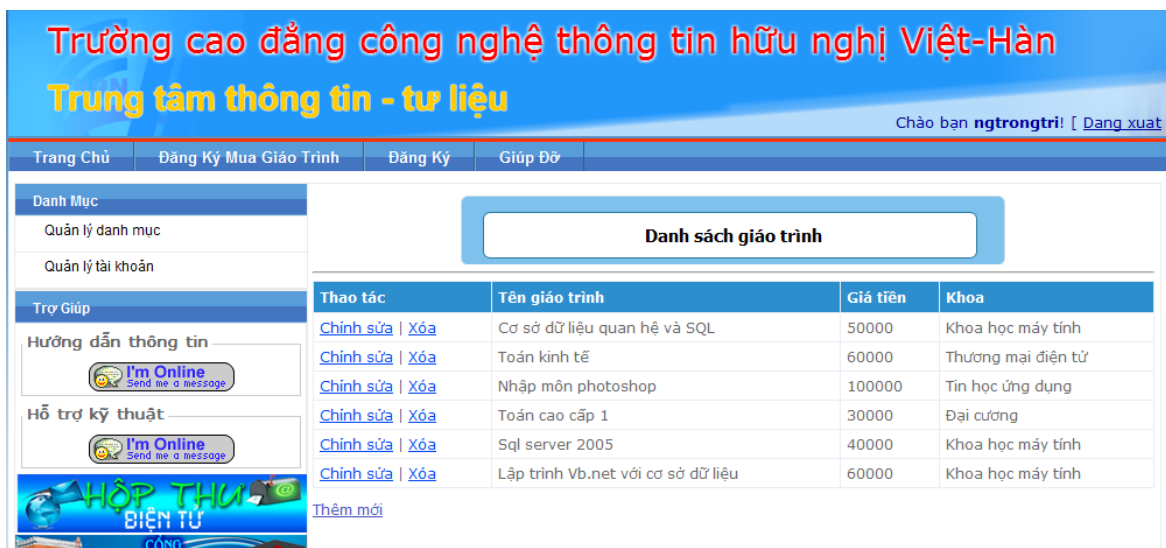 Trường cao đẳng công nghệ thông tin hữu nghị Việt-Hàn
Trung tâm thông tin - tư liệu
Chào bạn ngtrongtri! [ Dang xuat
Trang Chủ Đăng Ký Mua Giáo Trình Đăng Ký Giúp Đỡ
Danh Mục
Quản lý danh mục
Quản lý tài khoản
Trợ Giúp
Hướng dẫn thông tin
I'm Online
Send me a message
Hỗ trợ kỹ thuật
I'm Online
Send me a message
HỘP THƯ
ĐIỆN TỬ
CỔNG
Danh sách giáo trình
Thao tác Tên giáo trình Giá tiền Khoa
Chỉnh sửa | Xóa Cơ sở dữ liệu quan hệ và SQL 50000 Khoa học máy tính
Chỉnh sửa | Xóa Toán kinh tế 60000 Thương mại điện tử
Chỉnh sửa | Xóa Nhập môn photoshop 100000 Tin học ứng dụng
Chỉnh sửa | Xóa Toán cao cấp 1 30000 Đại cương
Chỉnh sửa | Xóa Sql server 2005 40000 Khoa học máy tính
Chỉnh sửa | Xóa Lập trình Vb.net với cơ sở dữ liệu 60000 Khoa học máy tính
Thêm mới